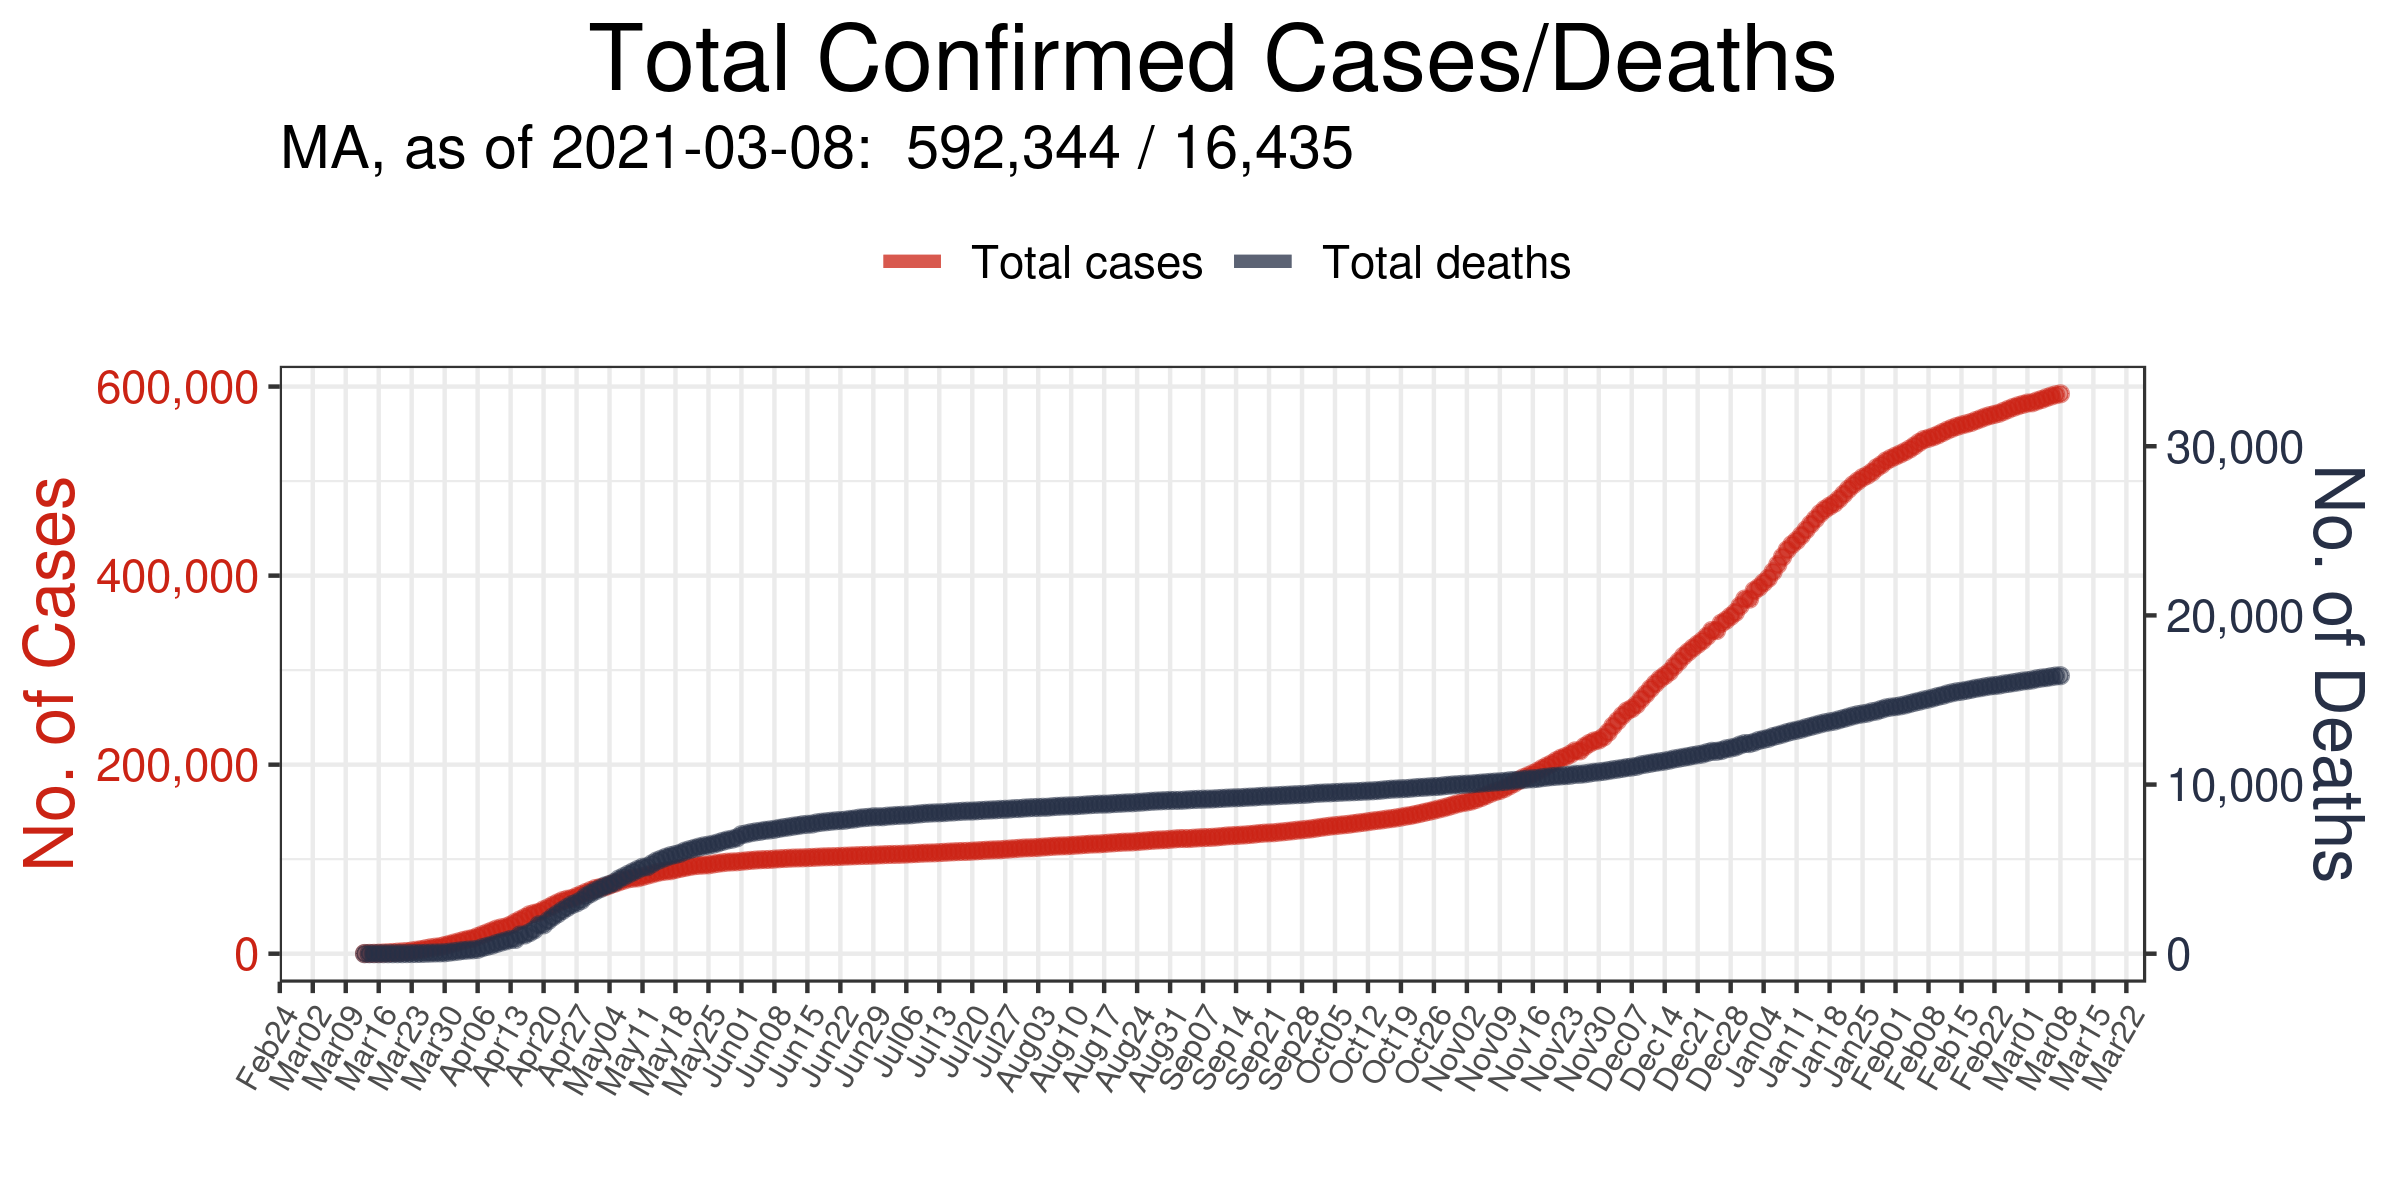 Total Confirmed Cases/Deaths
MA, as of 2021-03-08:  592,344 / 16,435
Total cases
Total deaths
No. of Cases
600,000
400,000
200,000
0
30,000
20,000
10,000
0
No. of Deaths
Feb24
Mar02
Mar09
Mar16
Mar23
Mar30
Apr06
Apr13
Apr20
Apr27
May04
May11
May18
May25
Jun01
Jun08
Jun15
Jun22
Jun29
Jul06
Jul13
Jul20
Jul27
Aug03
Aug10
Aug17
Aug24
Aug31
Sep07
Sep14
Sep21
Sep28
Oct05
Oct12
Oct19
Oct26
Nov02
Nov09
Nov16
Nov23
Nov30
Dec07
Dec14
Dec21
Dec28
Jan04
Jan11
Jan18
Jan25
Feb01
Feb08
Feb15
Feb22
Mar01
Mar08
Mar15
Mar22